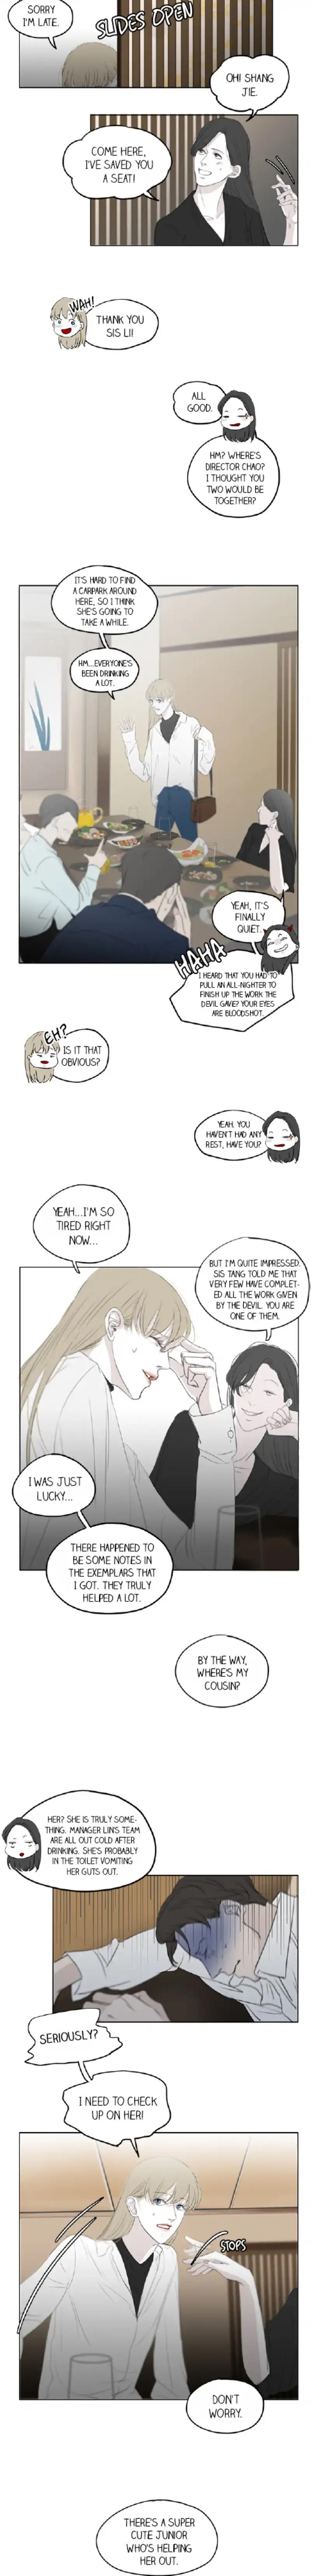 SORRY
I'M LATE.
SLIDES OPEN
OH! SHANG
JIE.
COME HERE,
I'VE SAVED YOU
A SEAT!
WAH!
THANK YOU
SIS LI!
ALL
GOOD.
HM? WHERE'S
DIRECTOR CHAO?
I THOUGHT YOU
TWO WOULD BE
TOGETHER?
IT'S HARD TO FIND
A CARPARK AROUND
HERE, SO I THINK
SHE'S GOING TO
TAKE A WHILE.
HM...EVERYONE'S
BEEN DRINKING
A LOT.
YEAH, IT'S
FINALLY
QUIET.
HAHA
I HEARD THAT YOU HAD TO
PULL AN ALL-NIGHTER TO
FINISH UP THE WORK THE
DEVIL GAVE? YOUR EYES
ARE BLOODSHOT.
EH?
IS IT THAT
OBVIOUS?
YEAH. YOU
HAVEN'T HAD ANY
REST, HAVE YOU?
YEAH...I'M SO
TIRED RIGHT
NOW...
BUT I'M QUITE IMPRESSED.
SIS TANG TOLD ME THAT
VERY FEW HAVE COMPLET-
ED ALL THE WORK GIVEN
BY THE DEVIL. YOU ARE
ONE OF THEM.
I WAS JUST
LUCKY...
THERE HAPPENED TO
BE SOME NOTES IN
THE EXEMPLARS THAT
I GOT. THEY TRULY
HELPED A LOT.
BY THE WAY,
WHERE'S MY
COUSIN?
HER? SHE IS TRULY SOME-
THING. MANAGER LIN'S TEAM
ARE ALL OUT COLD AFTER
DRINKING. SHE'S PROBABLY
IN THE TOILET VOMITING
HER GUTS OUT.
SERIOUSLY?
I NEED TO CHECK
UP ON HER!
STOPS
DON'T
WORRY.
THERE'S A SUPER
CUTE JUNIOR
WHO'S HELPING
HER OUT.